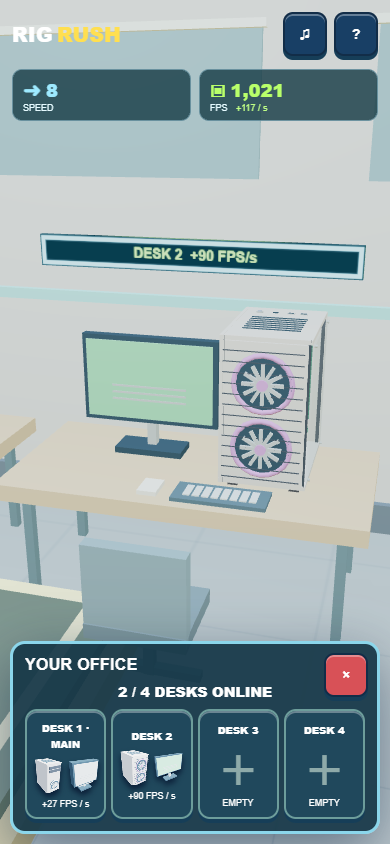 RIG RUSH
?
8
SPEED
1,021
FPS +117 / s
DESK 2 +90 FPS/s
YOUR OFFICE
×
2 / 4 DESKS ONLINE
DESK 1 · MAIN
+27 FPS / s
DESK 2
+90 FPS / s
DESK 3
EMPTY
DESK 4
EMPTY